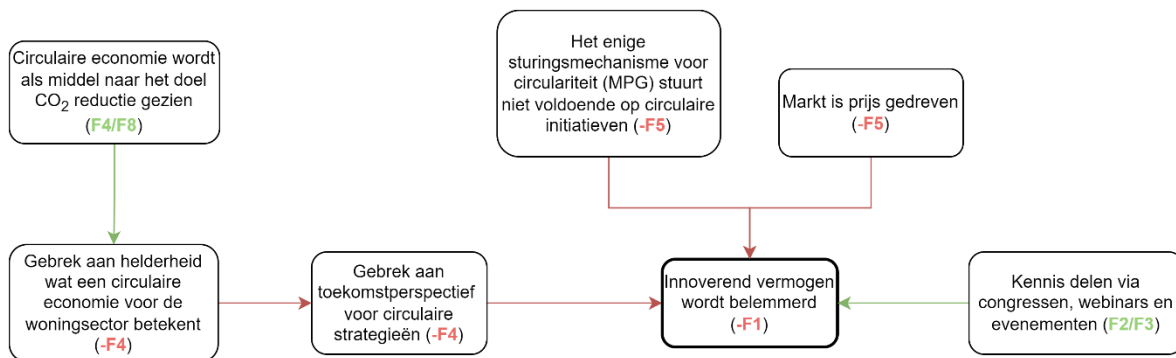 Circulaire economie wordt
als middel naar het doel
CO2 reductie gezien
(F4/F8)
Het enige
sturingsmechanisme voor
circulariteit (MPG) stuurt
niet voldoende op circulaire
initiatieven (-F5)
Markt is prijs gedreven
(-F5)
Gebrek aan helderheid
wat een circulaire
economie voor de
woningsector betekent
(-F4)
Gebrek aan
toekomstperspectief
voor circulaire
strategieën (-F4)
Innoverend vermogen
wordt belemmerd
(-F1)
Kennis delen via
congressen, webinars en
evenementen (F2/F3)